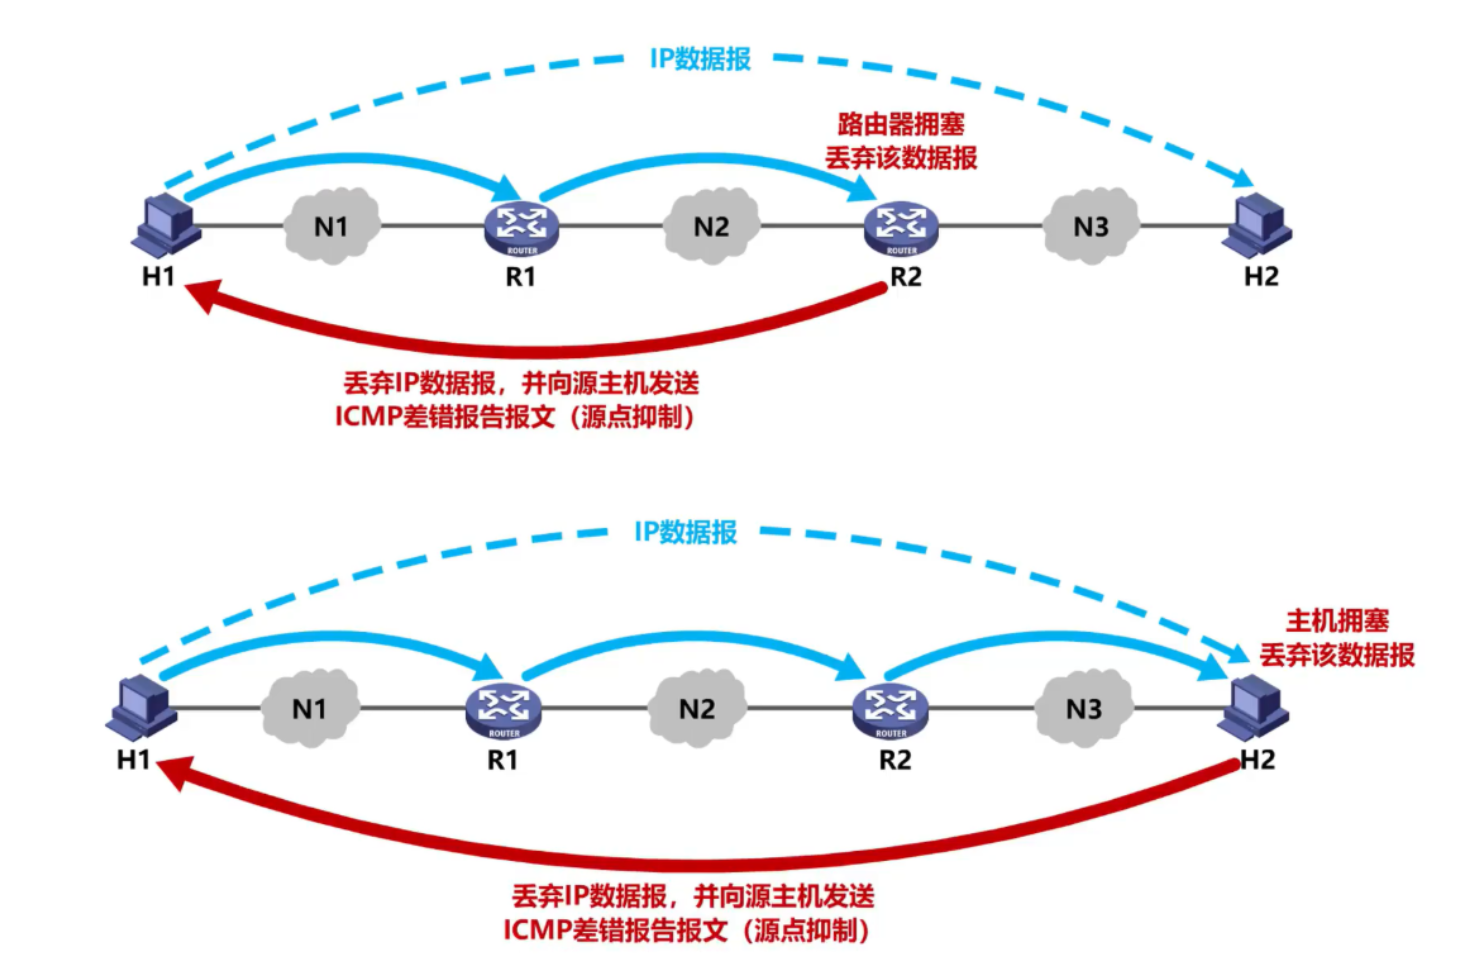 IP数据报
路由器拥塞
丢弃该数据报
N1
N2
N3
ROUTER
ROUTER
H1
R1
R2
H2
丢弃IP数据报，并向源主机发送
ICMP差错报告报文（源点抑制）
IP数据报
主机拥塞
丢弃该数据报
N1
N2
N3
ROUTER
ROUTER
H1
R1
R2
H2
丢弃IP数据报，并向源主机发送
ICMP差错报告报文（源点抑制）